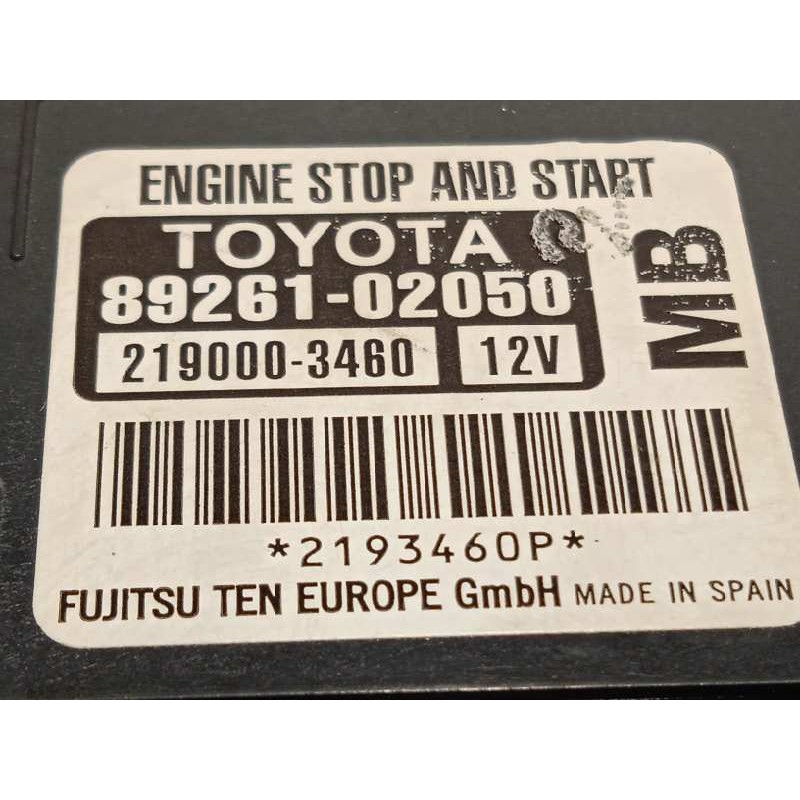 ENGINE STOP AND START
TOYOTA
89261-02050
219000-3460 12V
MB
*2193460P*
FUJITSU TEN EUROPE GmbH MADE IN SPAIN